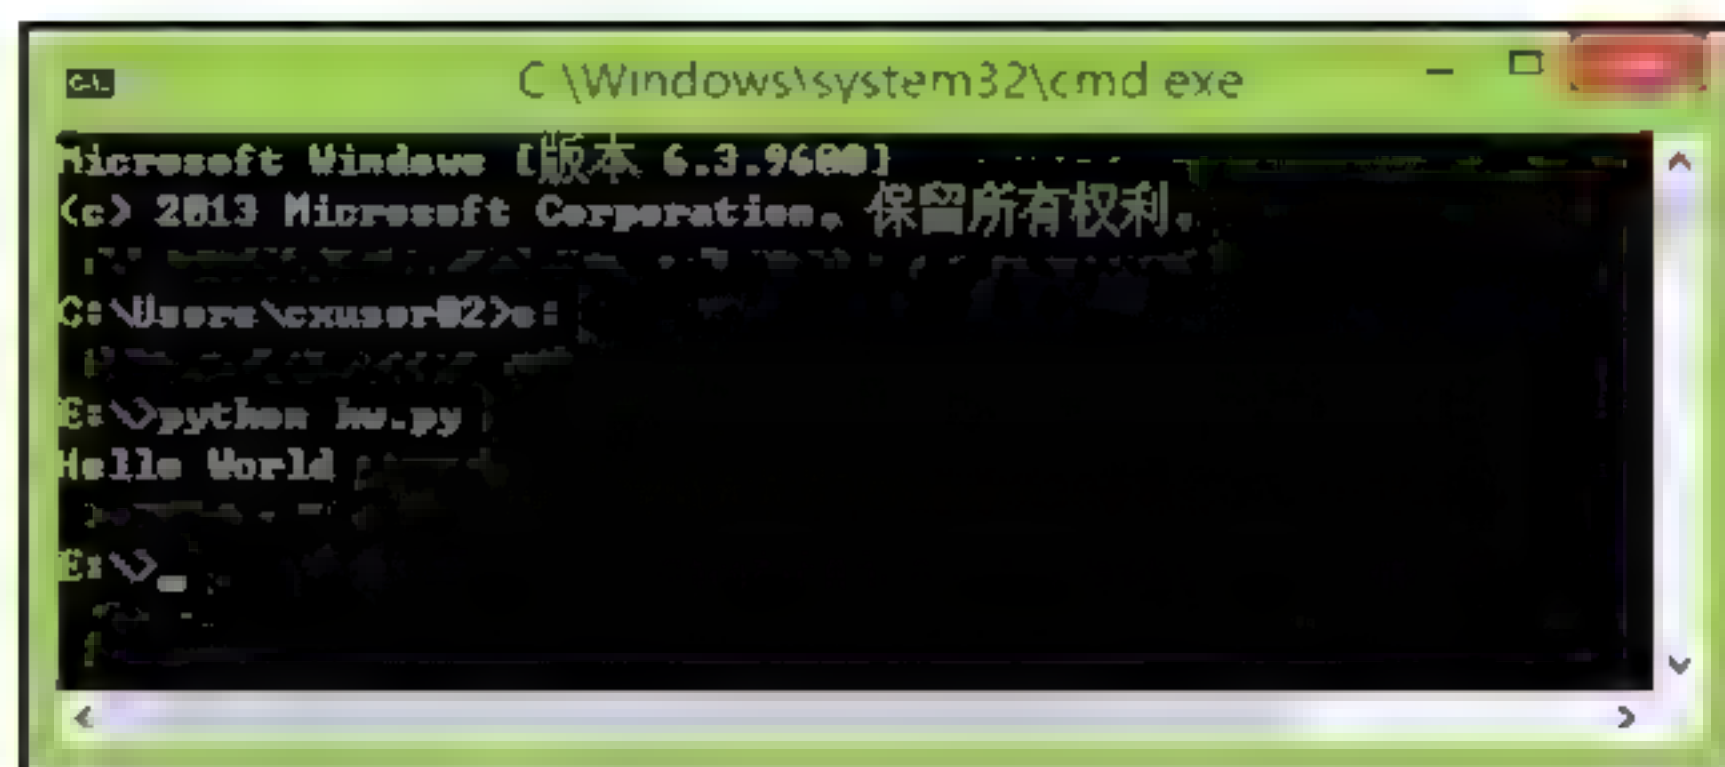 C:\Windows\system32\cmd.exe
Microsoft Windows [版本 6.3.9600]
(c) 2013 Microsoft Corporation。保留所有权利。
C:\Users\cxuser02>e:
E:\>python hw.py
Hello World
E:\>_